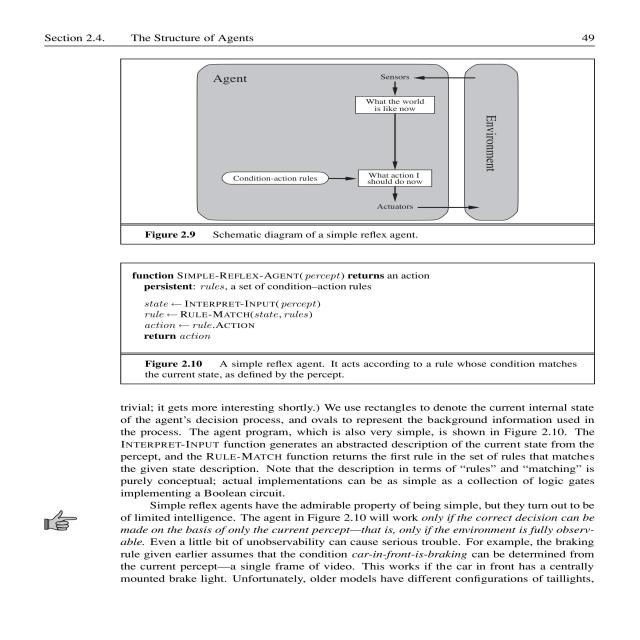 Section 2.4. The Structure of Agents 49
Agent
Sensors
What the world
is like now
Environment
Condition-action rules
What action I
should do now
Actuators
Figure 2.9 Schematic diagram of a simple reflex agent.
function SIMPLE-REFLEX-AGENT(percept) returns an action
persistent: rules, a set of condition–action rules
state ← INTERPRET-INPUT(percept)
rule ← RULE-MATCH(state, rules)
action ← rule.ACTION
return action
Figure 2.10 A simple reflex agent. It acts according to a rule whose condition matches
the current state, as defined by the percept.
trivial; it gets more interesting shortly.) We use rectangles to denote the current internal state
of the agent's decision process, and ovals to represent the background information used in
the process. The agent program, which is also very simple, is shown in Figure 2.10. The
INTERPRET-INPUT function generates an abstracted description of the current state from the
percept, and the RULE-MATCH function returns the first rule in the set of rules that matches
the given state description. Note that the description in terms of “rules” and “matching” is
purely conceptual; actual implementations can be as simple as a collection of logic gates
implementing a Boolean circuit.
Simple reflex agents have the admirable property of being simple, but they turn out to be
of limited intelligence. The agent in Figure 2.10 will work only if the correct decision can be
made on the basis of only the current percept—that is, only if the environment is fully observ-
able. Even a little bit of unobservability can cause serious trouble. For example, the braking
rule given earlier assumes that the condition car-in-front-is-braking can be determined from
the current percept—a single frame of video. This works if the car in front has a centrally
mounted brake light. Unfortunately, older models have different configurations of taillights,